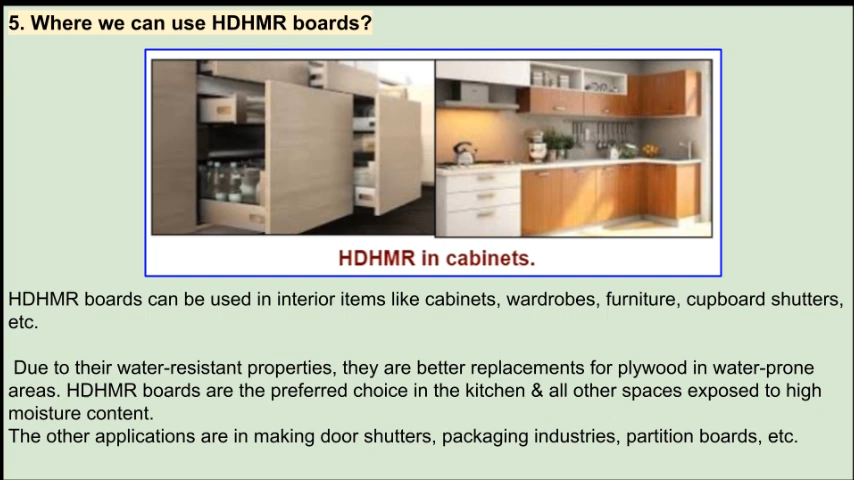 5. Where we can use HDHMR boards?
HDHMR in cabinets.
HDHMR boards can be used in interior items like cabinets, wardrobes, furniture, cupboard shutters,
etc.
Due to their water-resistant properties, they are better replacements for plywood in water-prone
areas. HDHMR boards are the preferred choice in the kitchen & all other spaces exposed to high
moisture content.
The other applications are in making door shutters, packaging industries, partition boards, etc.